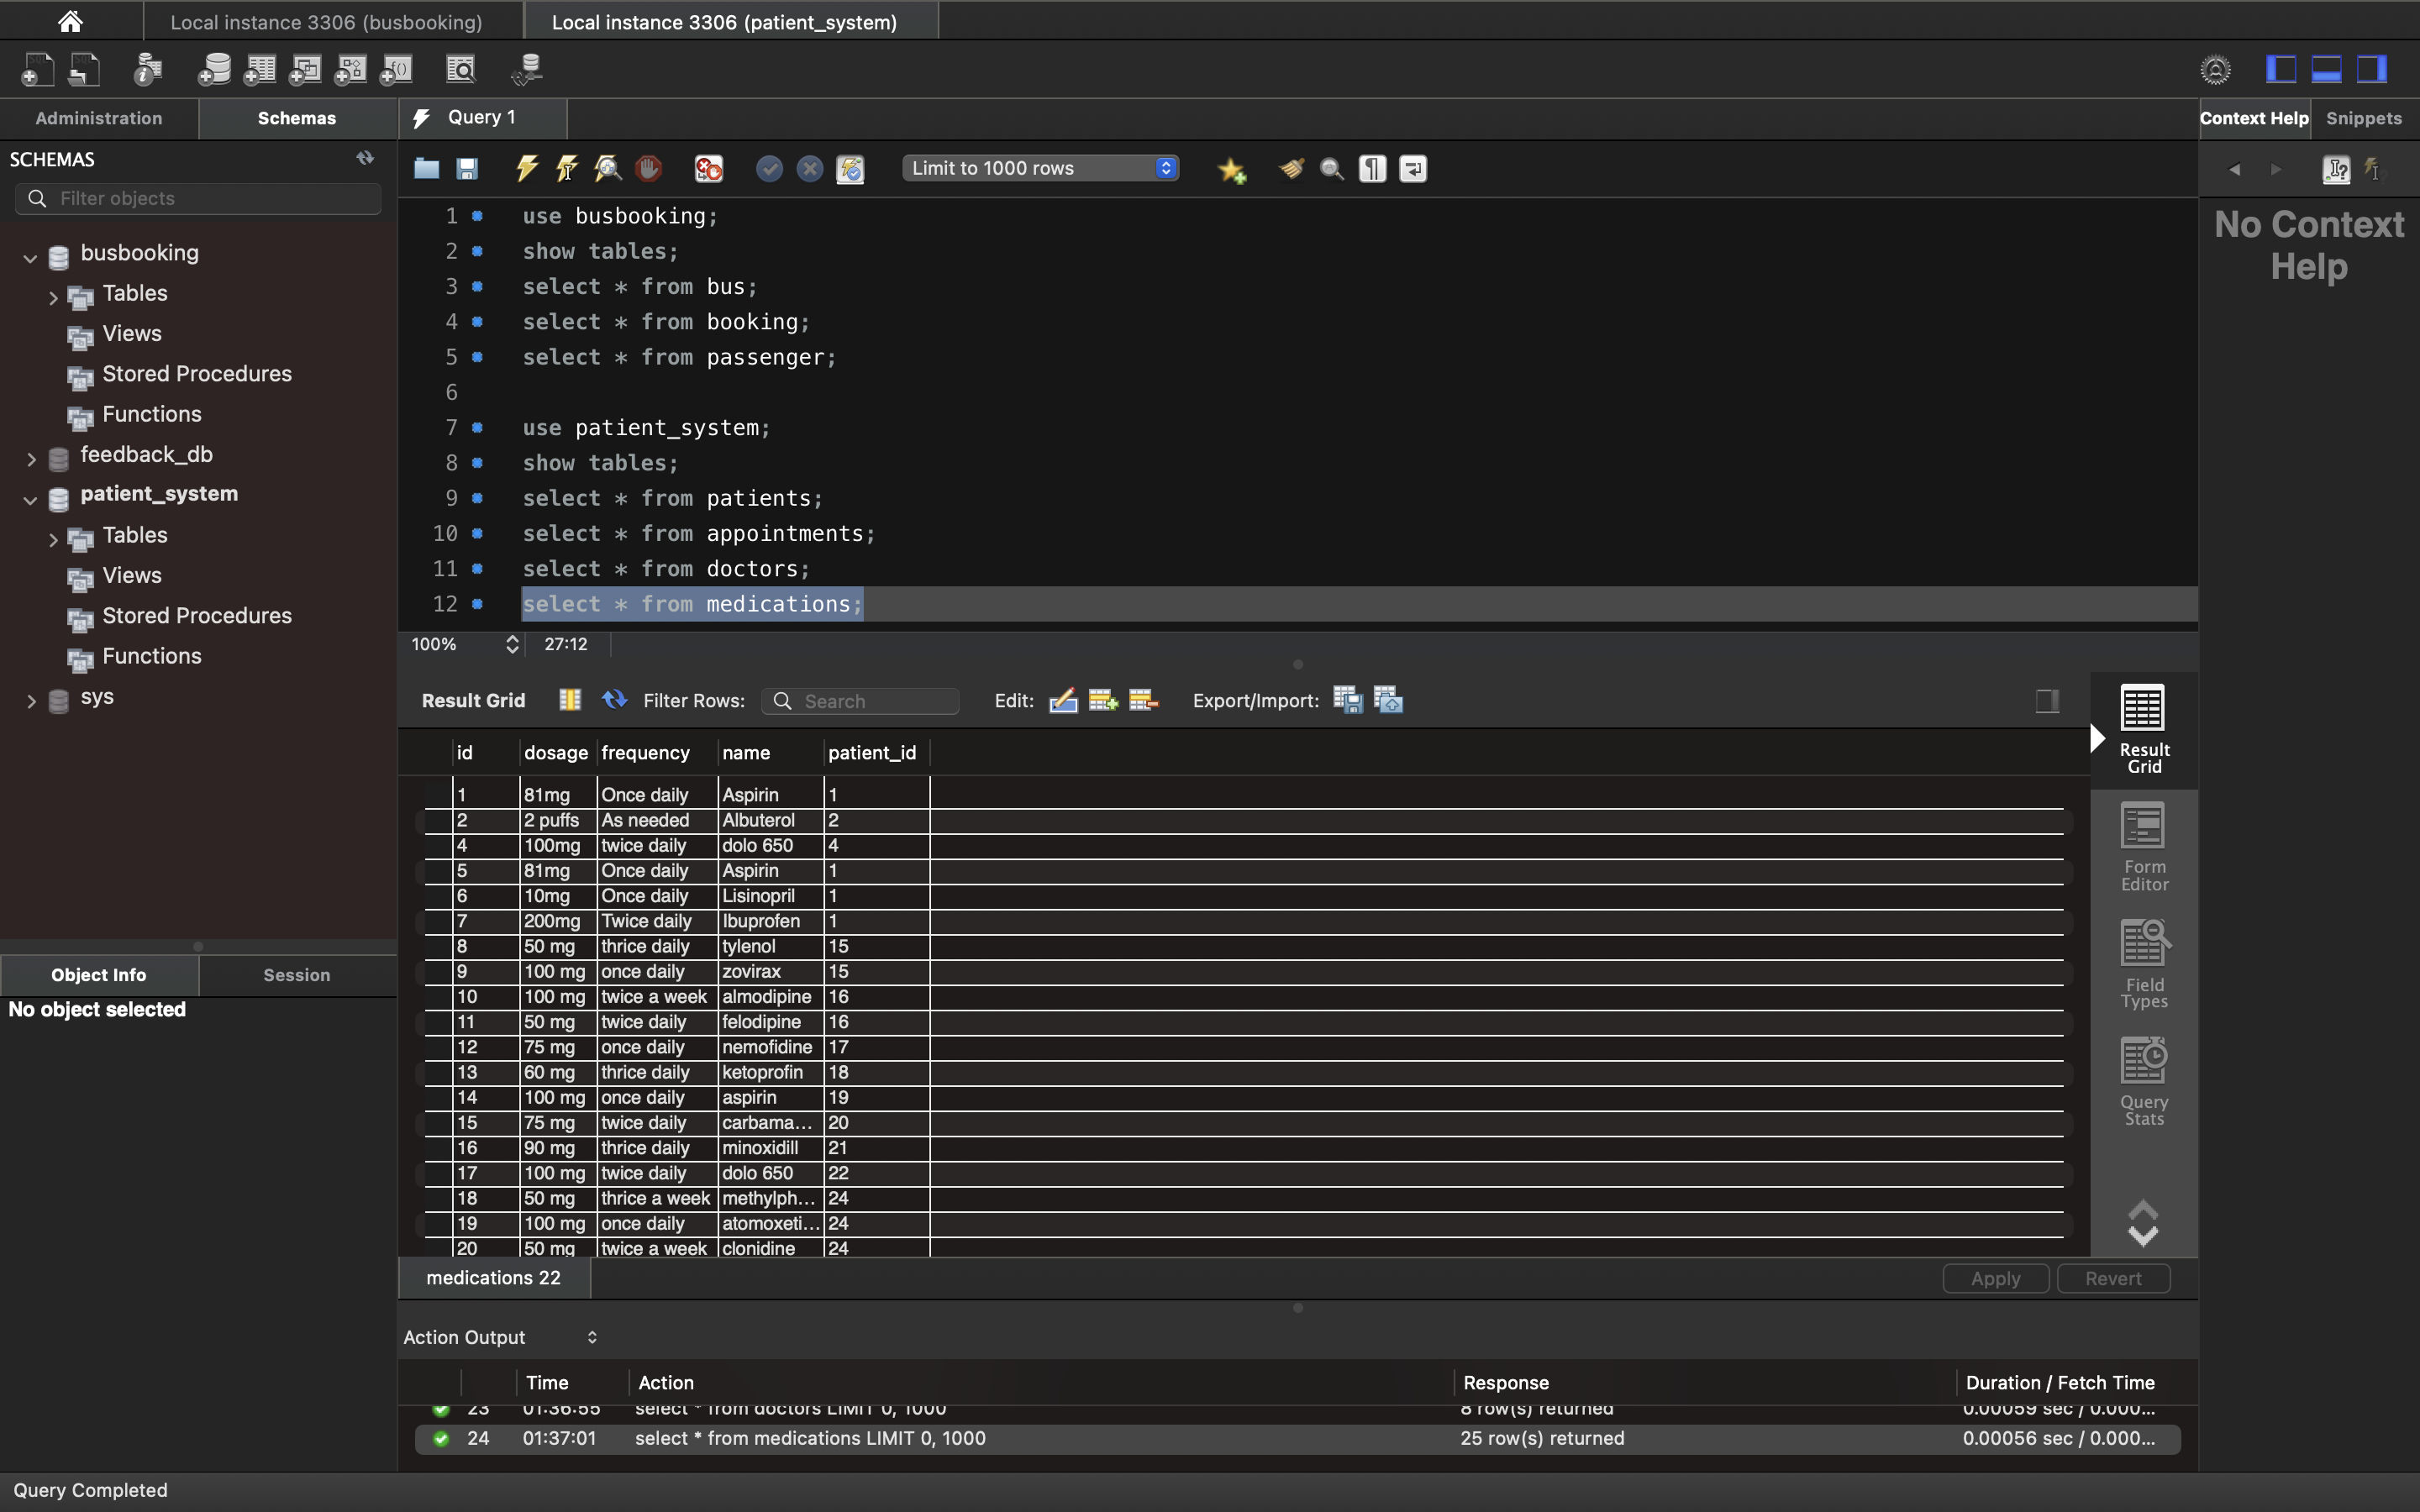 Local instance 3306 (busbooking)
Local instance 3306 (patient_system)
Administration
Schemas
Query 1
Context Help
Snippets
SCHEMAS
Filter objects
Limit to 1000 rows
No Context
Help
busbooking
Tables
Views
Stored Procedures
Functions
feedback_db
patient_system
Tables
Views
Stored Procedures
Functions
sys
1 use busbooking;
2 show tables;
3 select * from bus;
4 select * from booking;
5 select * from passenger;
6
7 use patient_system;
8 show tables;
9 select * from patients;
10 select * from appointments;
11 select * from doctors;
12 select * from medications;
100%
27:12
Result Grid
Filter Rows:
Search
Edit:
Export/Import:
id dosage frequency name patient_id
1 81mg Once daily Aspirin 1
2 2 puffs As needed Albuterol 2
4 100mg twice daily dolo 650 4
5 81mg Once daily Aspirin 1
6 10mg Once daily Lisinopril 1
7 200mg Twice daily Ibuprofen 1
8 50 mg thrice daily tylenol 15
9 100 mg once daily zovirax 15
10 100 mg twice a week almodipine 16
11 50 mg twice daily felodipine 16
12 75 mg once daily nemofidine 17
13 60 mg thrice daily ketoprofin 18
14 100 mg once daily aspirin 19
15 75 mg twice daily carbama... 20
16 90 mg thrice daily minoxidill 21
17 100 mg twice daily dolo 650 22
18 50 mg thrice a week methylph... 24
19 100 mg once daily atomoxeti... 24
20 50 mg twice a week clonidine 24
Result
Grid
Form
Editor
Field
Types
Query
Stats
Object Info
Session
No object selected
medications 22
Apply
Revert
Action Output
Time Action Response Duration / Fetch Time
23 01:36:55 select * from doctors LIMIT 0, 1000 8 row(s) returned 0.00059 sec / 0.000...
24 01:37:01 select * from medications LIMIT 0, 1000 25 row(s) returned 0.00056 sec / 0.000...
Query Completed